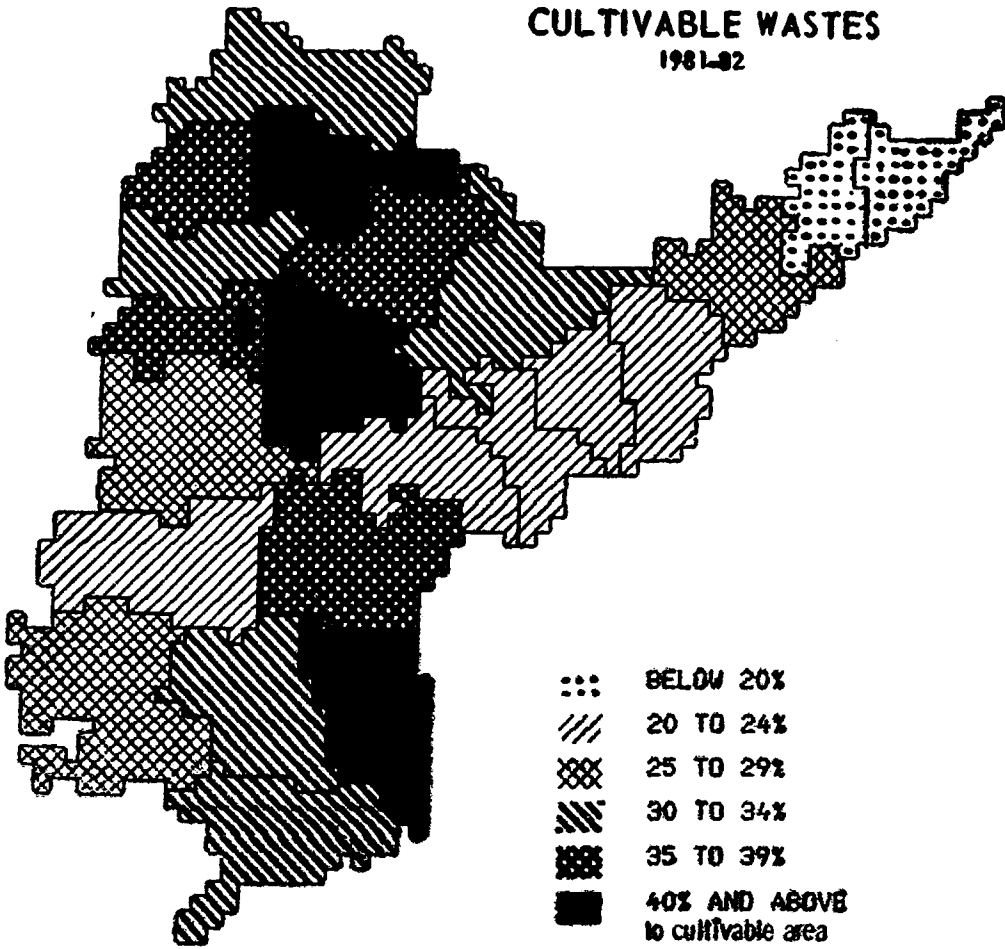 CULTIVABLE WASTES
1981-82
BELOW 20%
20 TO 24%
25 TO 29%
30 TO 34%
35 TO 39%
40% AND ABOVE
to cultivable area